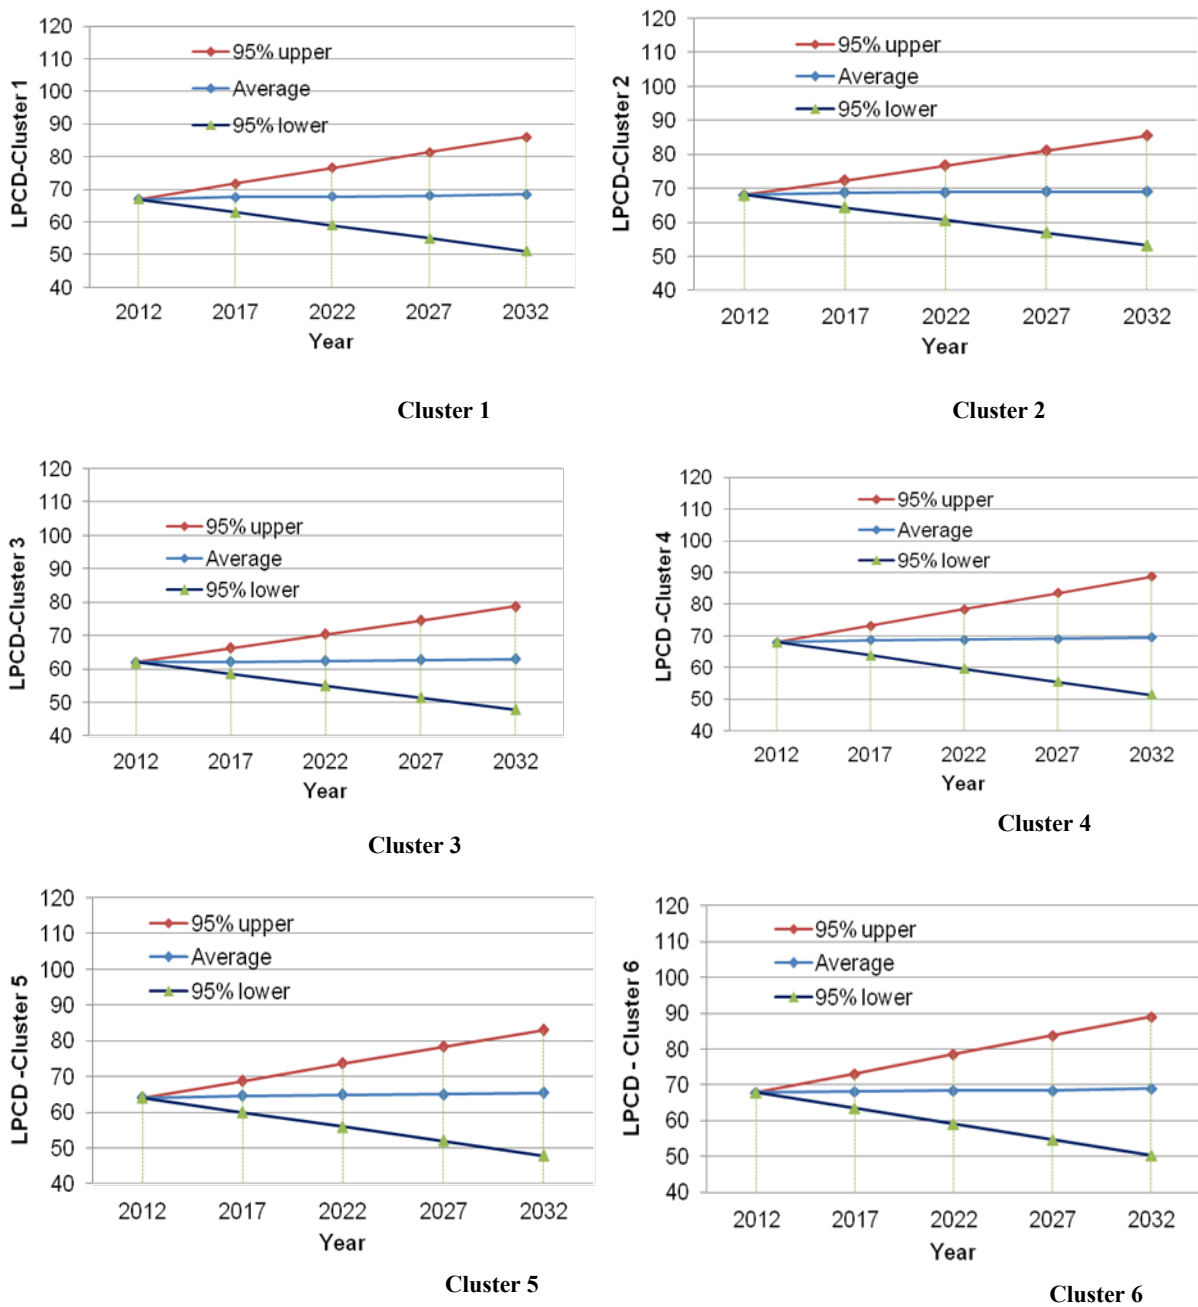 LPCD-Cluster 1
120
110
100
90
80
70
60
50
40
95% upper
Average
95% lower
2012 2017 2022 2027 2032
Year
Cluster 1
LPCD-Cluster 2
120
110
100
90
80
70
60
50
40
95% upper
Average
95% lower
2012 2017 2022 2027 2032
Year
Cluster 2
LPCD-Cluster 3
120
110
100
90
80
70
60
50
40
95% upper
Average
95% lower
2012 2017 2022 2027 2032
Year
Cluster 3
LPCD -Cluster 4
120
110
100
90
80
70
60
50
40
95% upper
Average
95% lower
2012 2017 2022 2027 2032
Year
Cluster 4
LPCD -Cluster 5
120
110
100
90
80
70
60
50
40
95% upper
Average
95% lower
2012 2017 2022 2027 2032
Year
Cluster 5
LPCD - Cluster 6
120
110
100
90
80
70
60
50
40
95% upper
Average
95% lower
2012 2017 2022 2027 2032
Year
Cluster 6